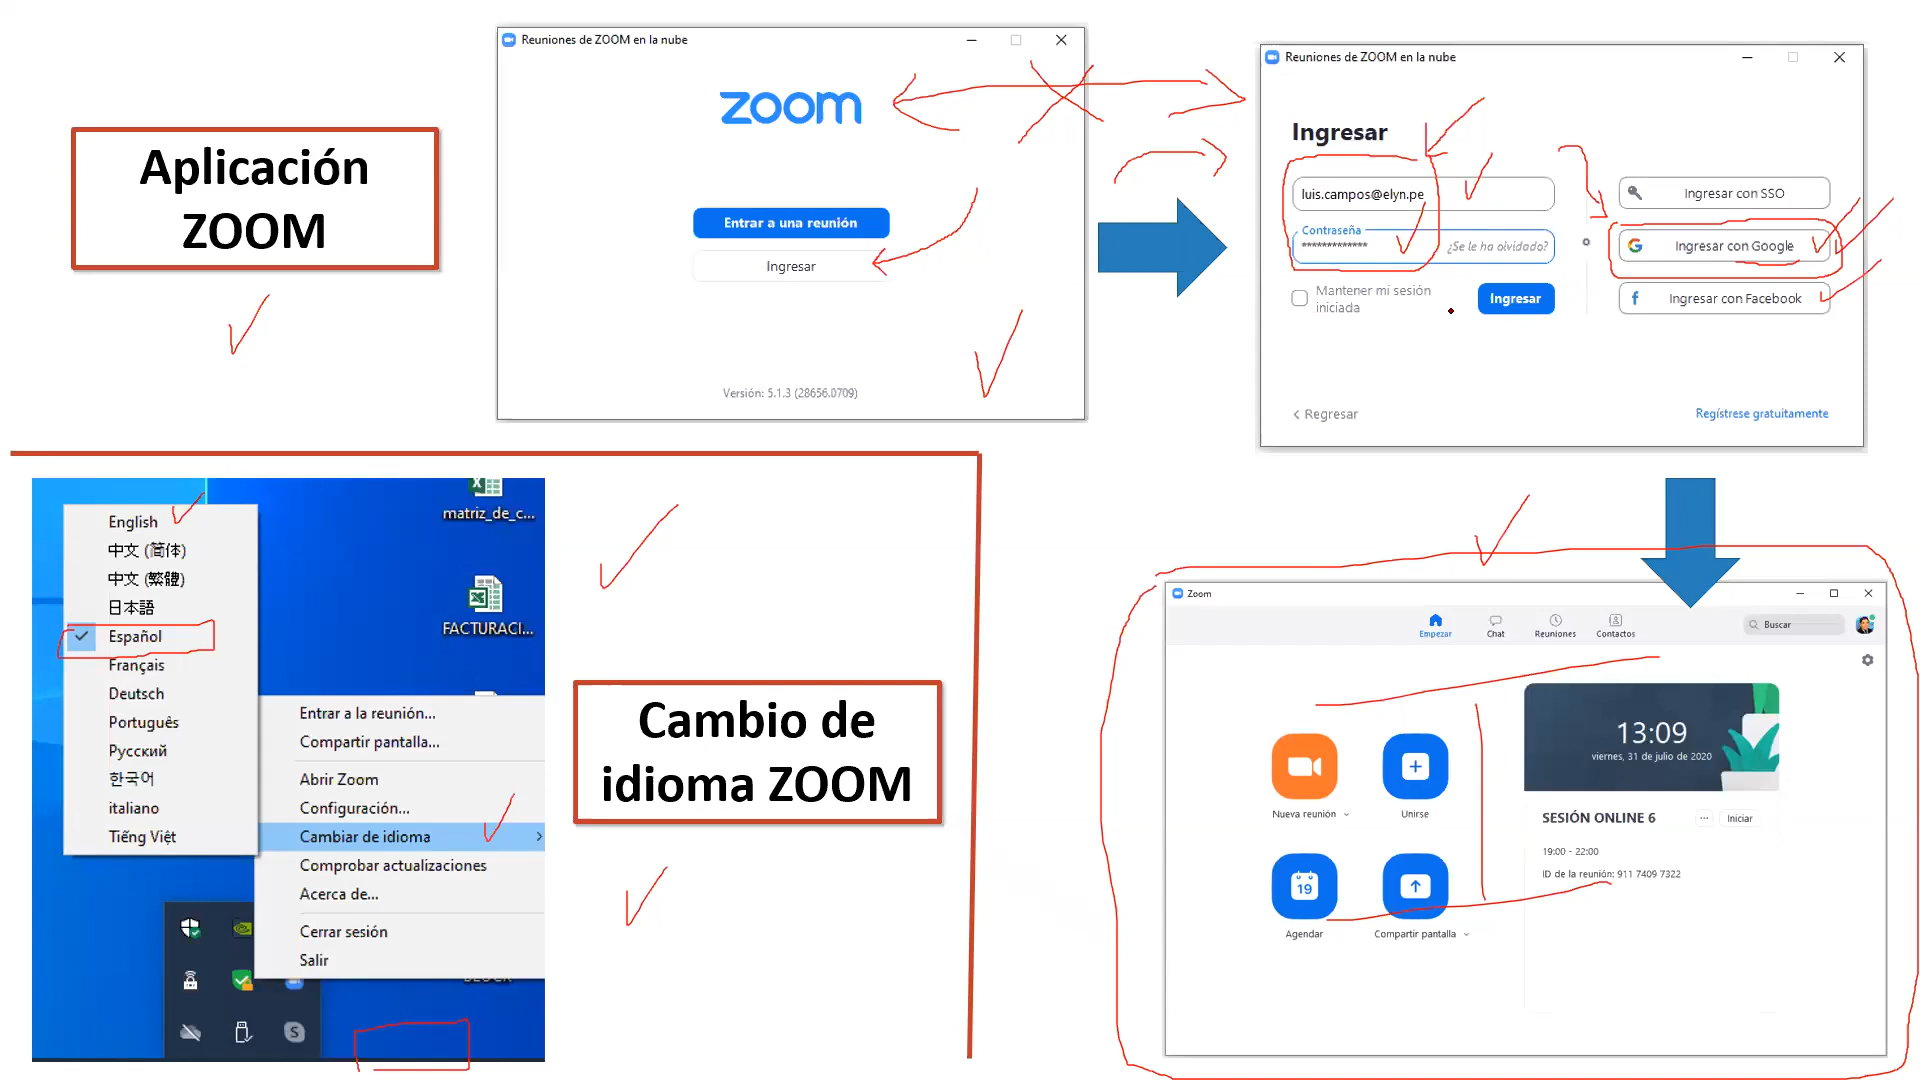 Aplicación
ZOOM
Reuniones de ZOOM en la nube
zoom
Entrar a una reunión
Ingresar
Versión: 5.1.3 (28656.0709)
Reuniones de ZOOM en la nube
Ingresar
luis.campos@elyn.pe
Contraseña
*************
¿Se le ha olvidado?
Mantener mi sesión
iniciada
Ingresar
o
Ingresar con SSO
Ingresar con Google
Ingresar con Facebook
< Regresar
Regístrese gratuitamente
English
中文 (简体)
中文 (繁體)
日本語
Español
Français
Deutsch
Português
Русский
한국어
italiano
Tiếng Việt
matriz_de_c...
FACTURACI...
Entrar a la reunión...
Compartir pantalla...
Abrir Zoom
Configuración...
Cambiar de idioma
Comprobar actualizaciones
Acerca de...
Cerrar sesión
Salir
Cambio de
idioma ZOOM
Zoom
Empezar
Chat
Reuniones
Contactos
Buscar
Nueva reunión
Unirse
19
Agendar
Compartir pantalla
13:09
viernes, 31 de julio de 2020
SESIÓN ONLINE 6
...
Iniciar
19:00 - 22:00
ID de la reunión: 911 7409 7322